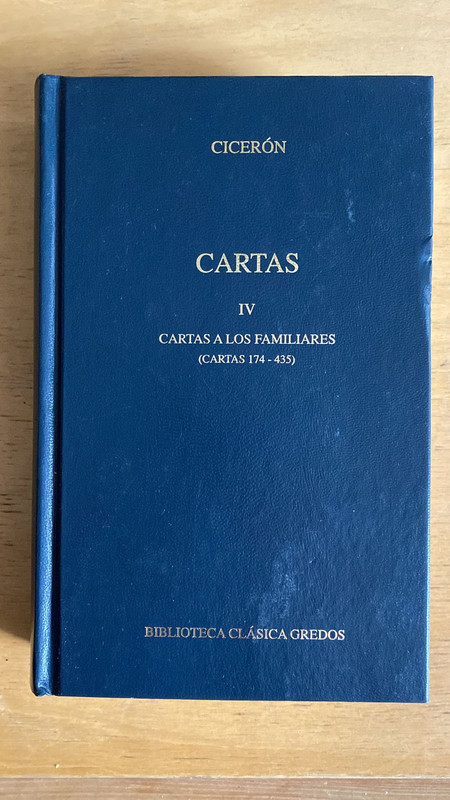 CICERÓN
CARTAS
IV
CARTAS A LOS FAMILIARES
(CARTAS 174 - 435)
BIBLIOTECA CLÁSICA GREDOS